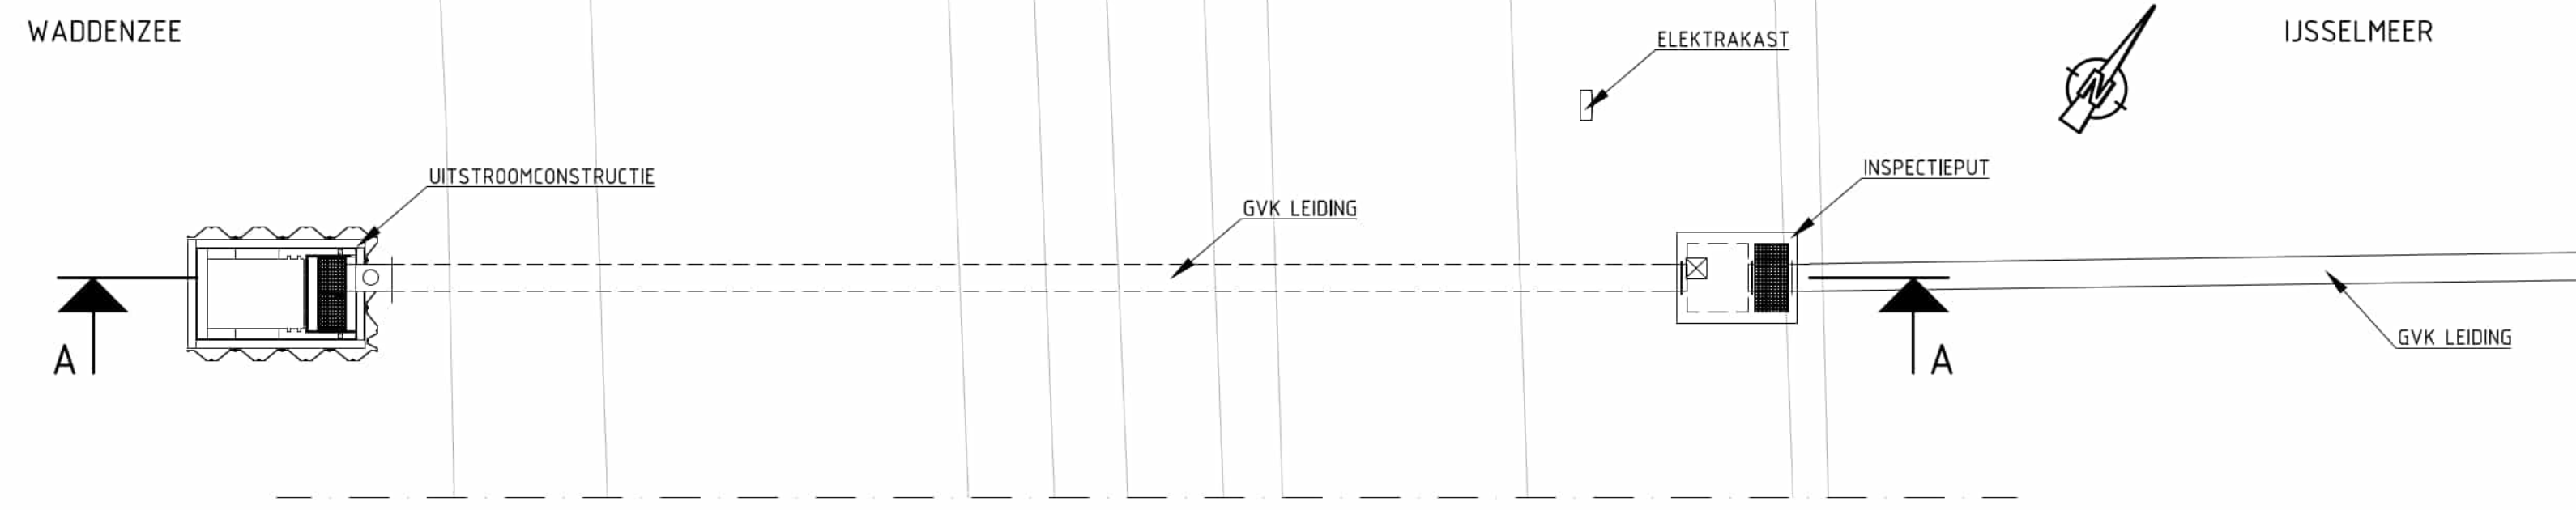 WADDENZEE
IJSSELMEER
ELEKTRAKAST
N
UITSTROOMCONSTRUCTIE
INSPECTIEPUT
GVK LEIDING
GVK LEIDING
A
A